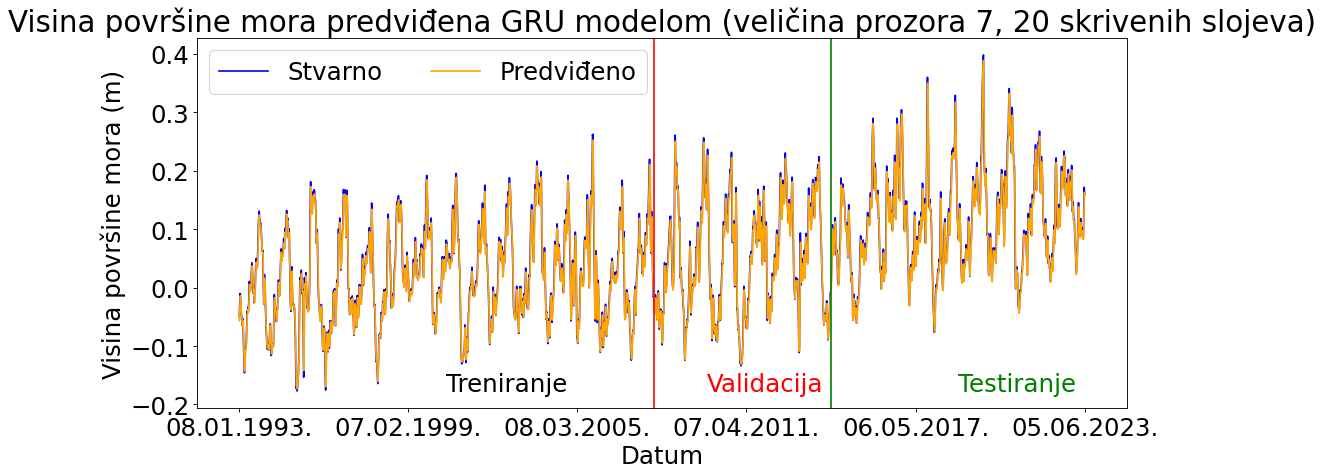 Visina površine mora predviđena GRU modelom (veličina prozora 7, 20 skrivenih slojeva)
Stvarno
Predviđeno
Visina površine mora (m)
0.4
0.3
0.2
0.1
0.0
−0.1
−0.2
Treniranje
Validacija
Testiranje
08.01.1993.
07.02.1999.
08.03.2005.
07.04.2011.
06.05.2017.
05.06.2023.
Datum